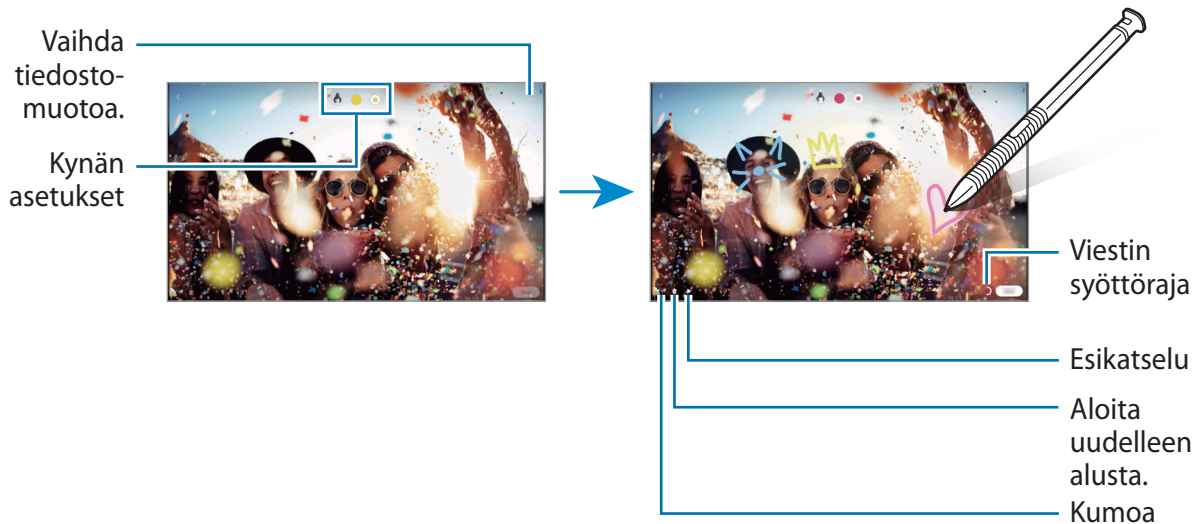 Vaihda
tiedosto-
muotoa.
Kynän
asetukset
Viestin
syöttöraja
Esikatselu
Aloita
uudelleen
alusta.
Kumoa